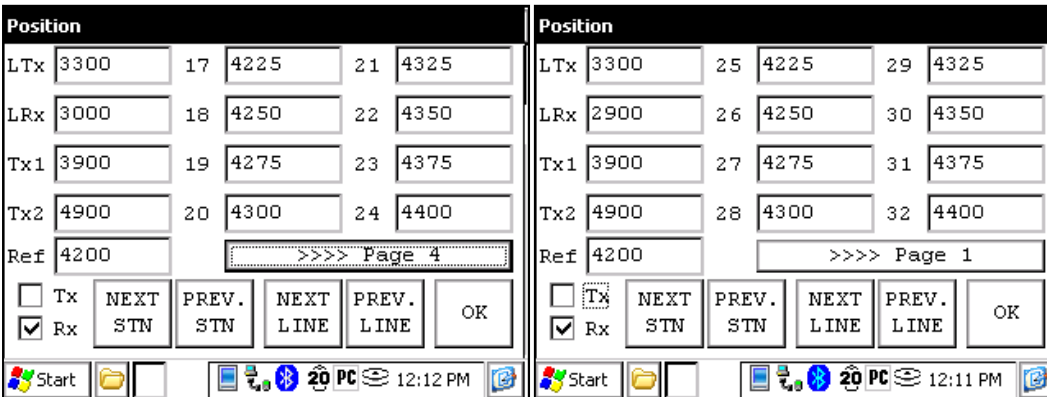 Position
LTx 3300 17 4225 21 4325
LRx 3000 18 4250 22 4350
Tx1 3900 19 4275 23 4375
Tx2 4900 20 4300 24 4400
Ref 4200 >>>> Page 4
Tx
Rx
NEXT STN
PREV. STN
NEXT LINE
PREV. LINE
OK
Start 20 PC 12:12 PM
Position
LTx 3300 25 4225 29 4325
LRx 2900 26 4250 30 4350
Tx1 3900 27 4275 31 4375
Tx2 4900 28 4300 32 4400
Ref 4200 >>>> Page 1
Tx
Rx
NEXT STN
PREV. STN
NEXT LINE
PREV. LINE
OK
Start 20 PC 12:11 PM